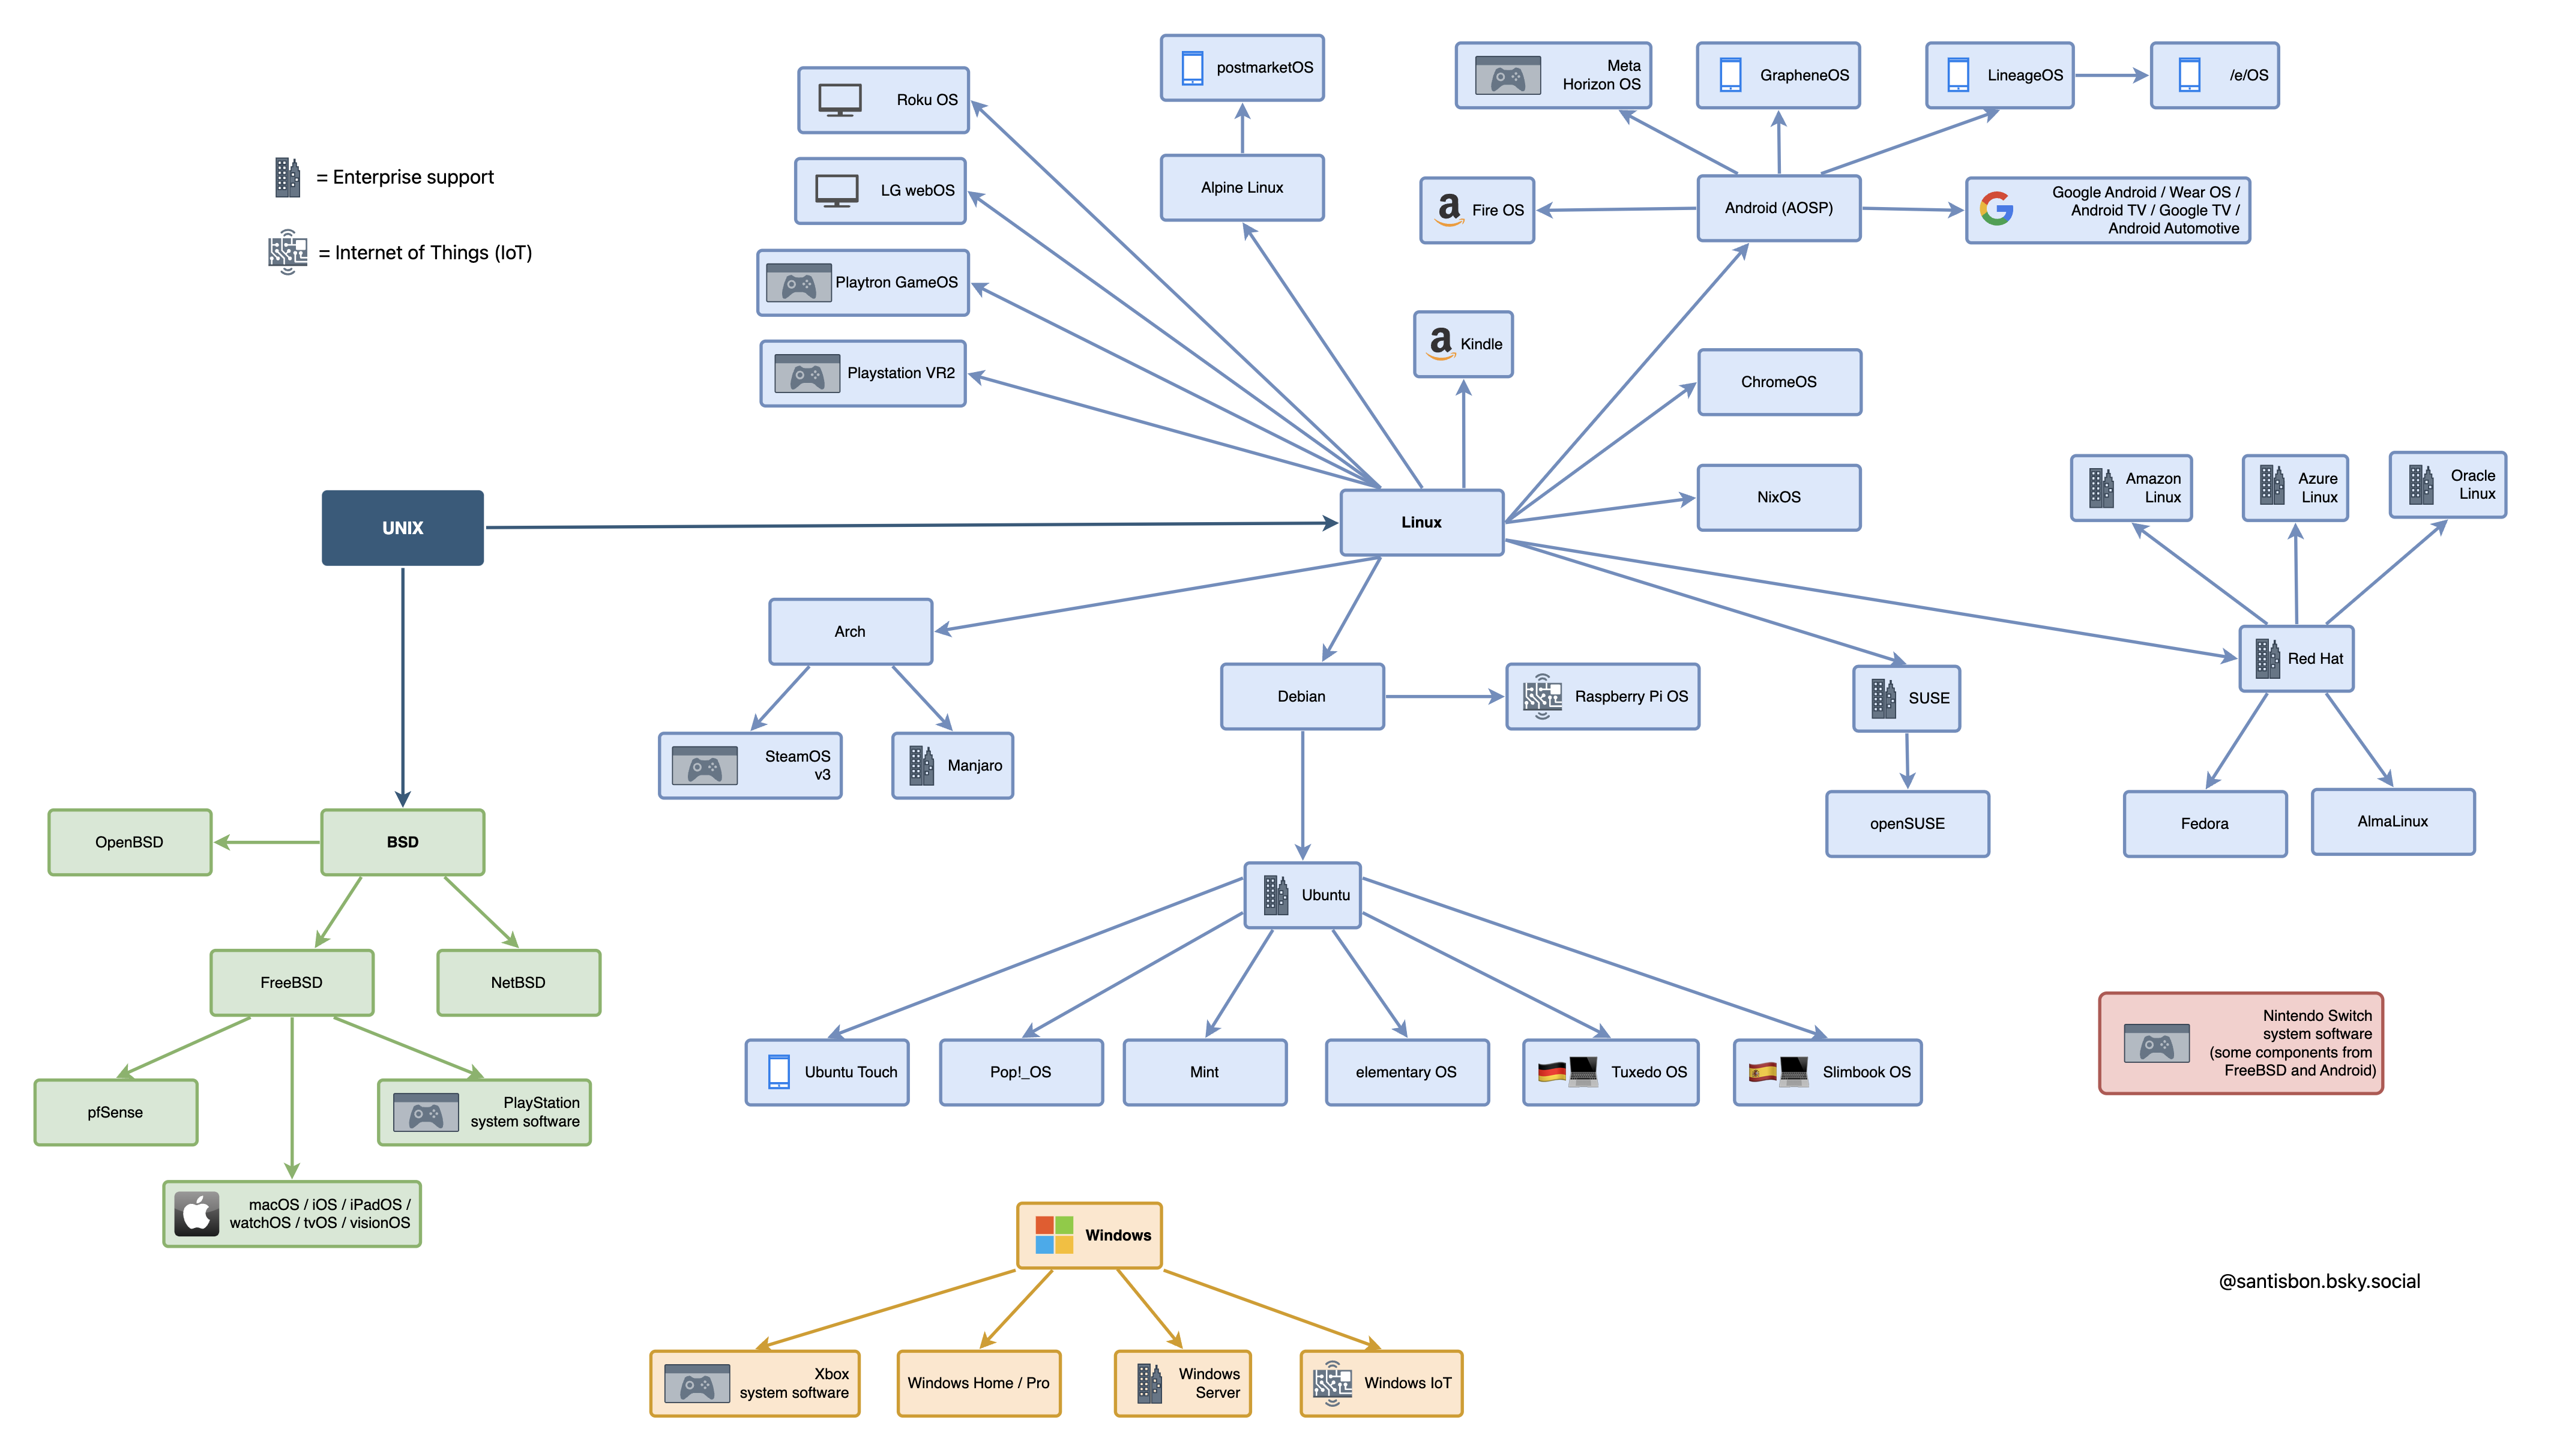 postmarketOS
Meta
Horizon OS
GrapheneOS
LineageOS
/e/OS
Roku OS
= Enterprise support
LG webOS
Alpine Linux
Fire OS
Android (AOSP)
Google Android / Wear OS /
Android TV / Google TV /
Android Automotive
= Internet of Things (IoT)
Playtron GameOS
Kindle
Playstation VR2
ChromeOS
Amazon
Linux
Azure
Linux
Oracle
Linux
NixOS
UNIX
Linux
Arch
Red Hat
Debian
Raspberry Pi OS
SUSE
SteamOS
v3
Manjaro
openSUSE
Fedora
AlmaLinux
OpenBSD
BSD
Ubuntu
FreeBSD
NetBSD
Nintendo Switch
system software
(some components from
FreeBSD and Android)
Ubuntu Touch
Pop!_OS
Mint
elementary OS
Tuxedo OS
Slimbook OS
pfSense
PlayStation
system software
macOS / iOS / iPadOS /
watchOS / tvOS / visionOS
Windows
@santisbon.bsky.social
Xbox
system software
Windows Home / Pro
Windows
Server
Windows IoT